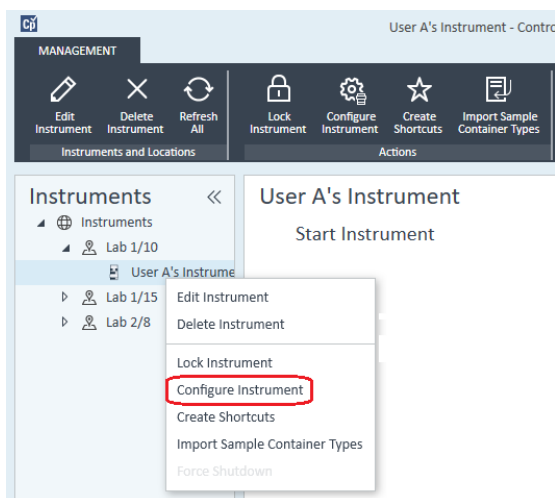 Cp
User A's Instrument - Contro
MANAGEMENT
Edit Instrument
Delete Instrument
Refresh All
Lock Instrument
Configure Instrument
Create Shortcuts
Import Sample Container Types
Instruments and Locations
Actions
Instruments
User A's Instrument
Instruments
Start Instrument
Lab 1/10
User A's Instrume
Lab 1/15
Lab 2/8
Edit Instrument
Delete Instrument
Lock Instrument
Configure Instrument
Create Shortcuts
Import Sample Container Types
Force Shutdown